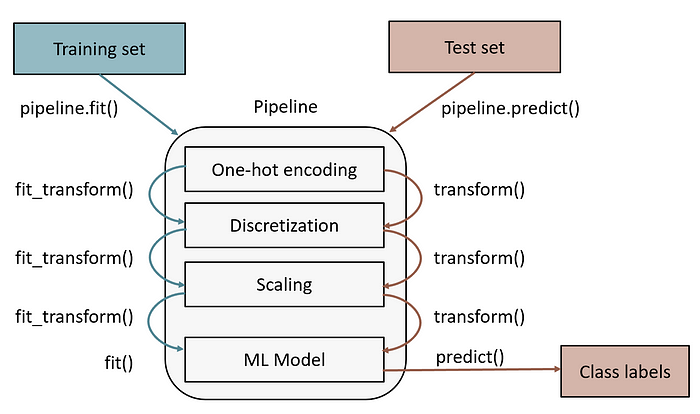 Training set
Test set
pipeline.fit()
Pipeline
pipeline.predict()
One-hot encoding
fit_transform()
transform()
Discretization
fit_transform()
transform()
Scaling
fit_transform()
transform()
ML Model
fit()
predict()
Class labels